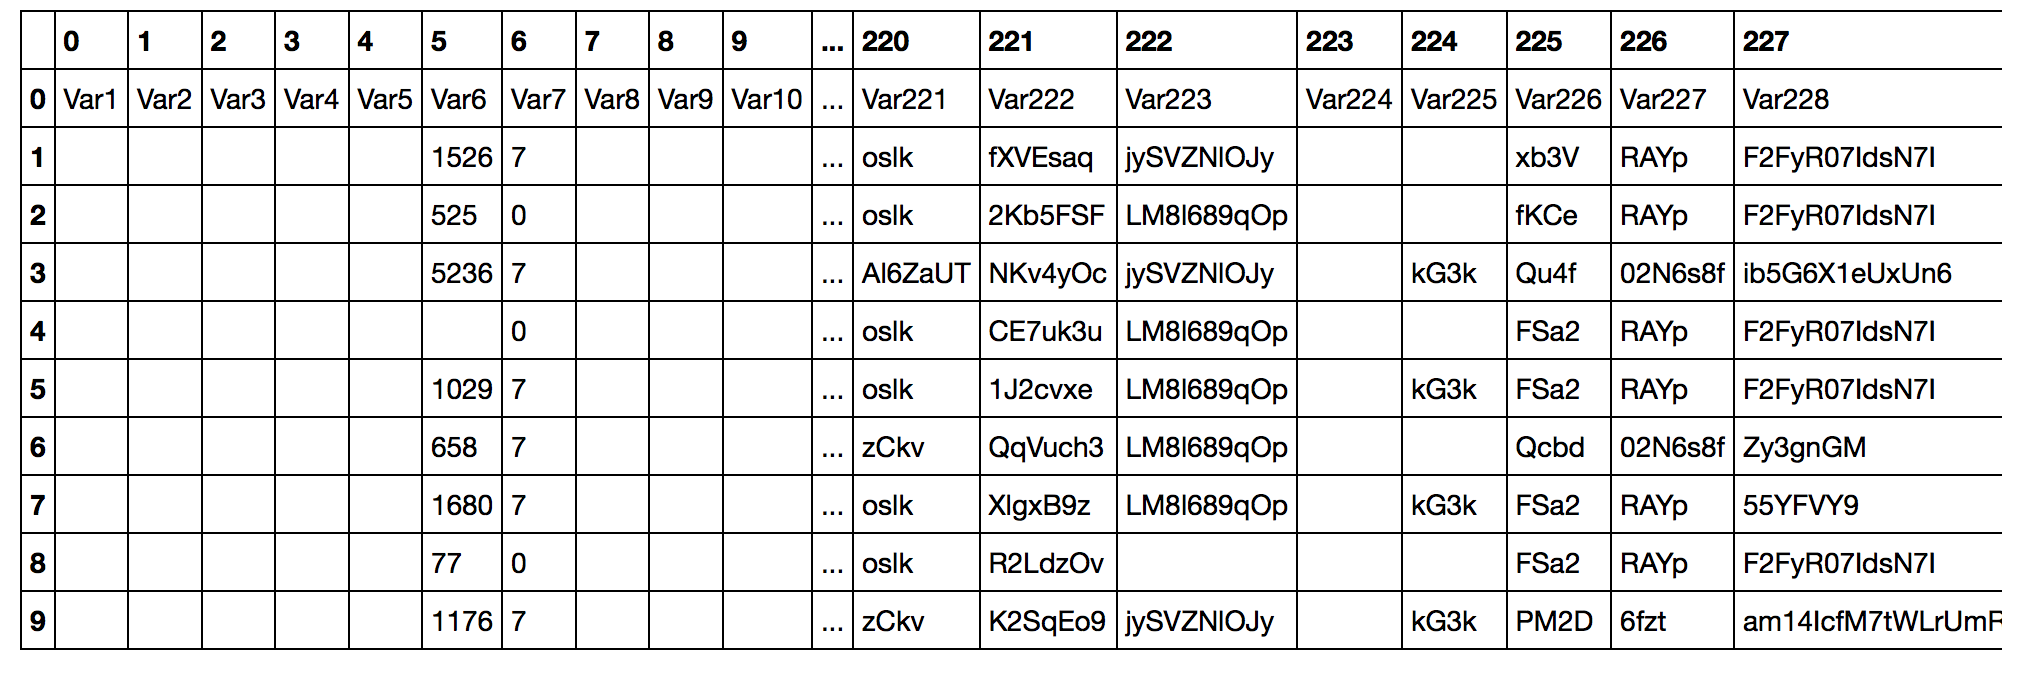 0 1 2 3 4 5 6 7 8 9 ... 220 221 222 223 224 225 226 227
0 Var1 Var2 Var3 Var4 Var5 Var6 Var7 Var8 Var9 Var10 ... Var221 Var222 Var223 Var224 Var225 Var226 Var227 Var228
1 1526 7 ... oslk fXVEsaq jySVZNlOJy xb3V RAYp F2FyR07IdsN7I
2 525 0 ... oslk 2Kb5FSF LM8l689qOp fKCe RAYp F2FyR07IdsN7I
3 5236 7 ... Al6ZaUT NKv4yOc jySVZNlOJy kG3k Qu4f 02N6s8f ib5G6X1eUxUn6
4 0 ... oslk CE7uk3u LM8l689qOp FSa2 RAYp F2FyR07IdsN7I
5 1029 7 ... oslk 1J2cvxe LM8l689qOp kG3k FSa2 RAYp F2FyR07IdsN7I
6 658 7 ... zCkv QqVuch3 LM8l689qOp Qcbd 02N6s8f Zy3gnGM
7 1680 7 ... oslk XlgxB9z LM8l689qOp kG3k FSa2 RAYp 55YFVY9
8 77 0 ... oslk R2LdzOv FSa2 RAYp F2FyR07IdsN7I
9 1176 7 ... zCkv K2SqEo9 jySVZNlOJy kG3k PM2D 6fzt am14IcfM7tWLrUmR